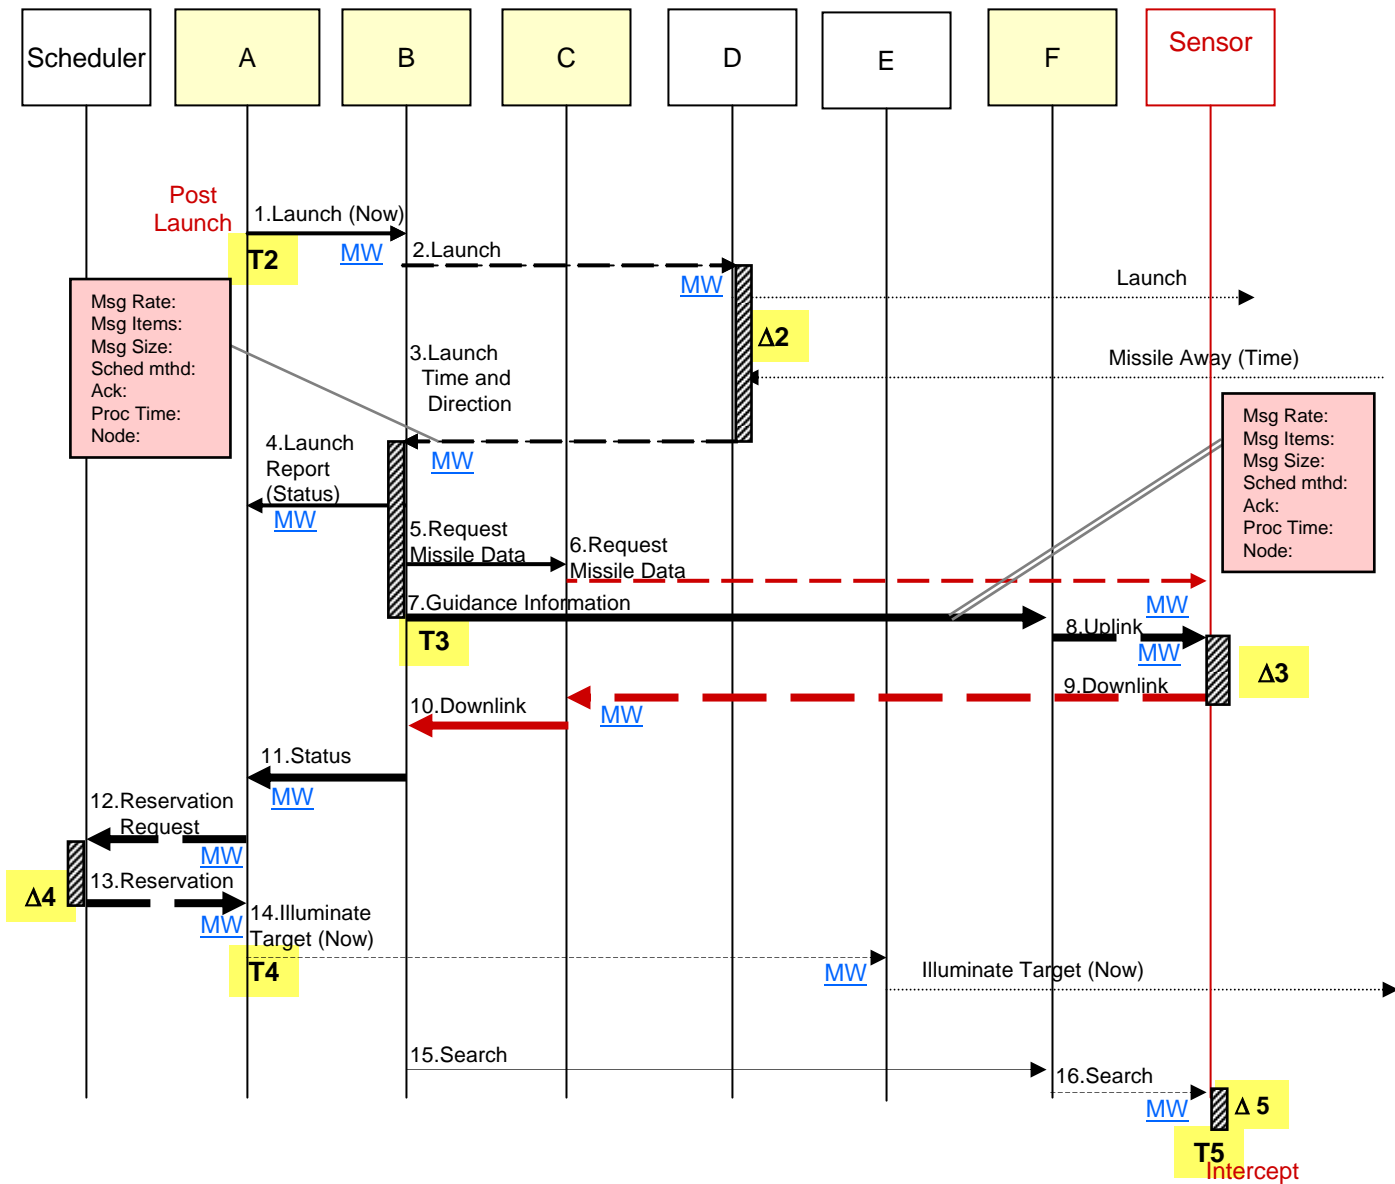 Scheduler
A
B
C
D
E
F
Sensor
Post
Launch
1.Launch (Now)
T2
MW
2.Launch
MW
Launch
Δ2
Missile Away (Time)
Msg Rate:
Msg Items:
Msg Size:
Sched mthd:
Ack:
Proc Time:
Node:
3.Launch
Time and
Direction
MW
Msg Rate:
Msg Items:
Msg Size:
Sched mthd:
Ack:
Proc Time:
Node:
4.Launch
Report
(Status)
MW
5.Request
Missile Data
6.Request
Missile Data
MW
7.Guidance Information
T3
8.Uplink
MW
Δ3
9.Downlink
MW
10.Downlink
11.Status
MW
12.Reservation
Request
MW
Δ4
13.Reservation
MW
14.Illuminate
Target (Now)
T4
MW
Illuminate Target (Now)
15.Search
16.Search
MW
Δ 5
T5
Intercept